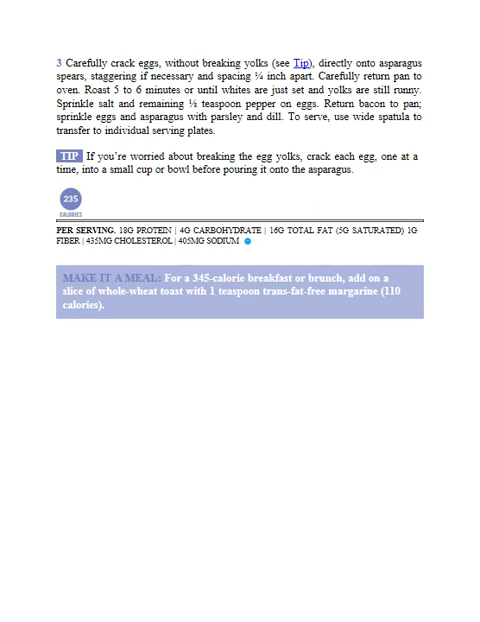 3 Carefully crack eggs, without breaking yolks (see Tip), directly onto asparagus
spears, staggering if necessary and spacing ¼ inch apart. Carefully return pan to
oven. Roast 5 to 6 minutes or until whites are just set and yolks are still runny.
Sprinkle salt and remaining ⅛ teaspoon pepper on eggs. Return bacon to pan;
sprinkle eggs and asparagus with parsley and dill. To serve, use wide spatula to
transfer to individual serving plates.
TIP If you’re worried about breaking the egg yolks, crack each egg, one at a
time, into a small cup or bowl before pouring it onto the asparagus.
235
CALORIES
PER SERVING. 18G PROTEIN | 4G CARBOHYDRATE | 16G TOTAL FAT (5G SATURATED) 1G
FIBER | 435MG CHOLESTEROL | 405MG SODIUM
MAKE IT A MEAL: For a 345-calorie breakfast or brunch, add on a
slice of whole-wheat toast with 1 teaspoon trans-fat-free margarine (110
calories).